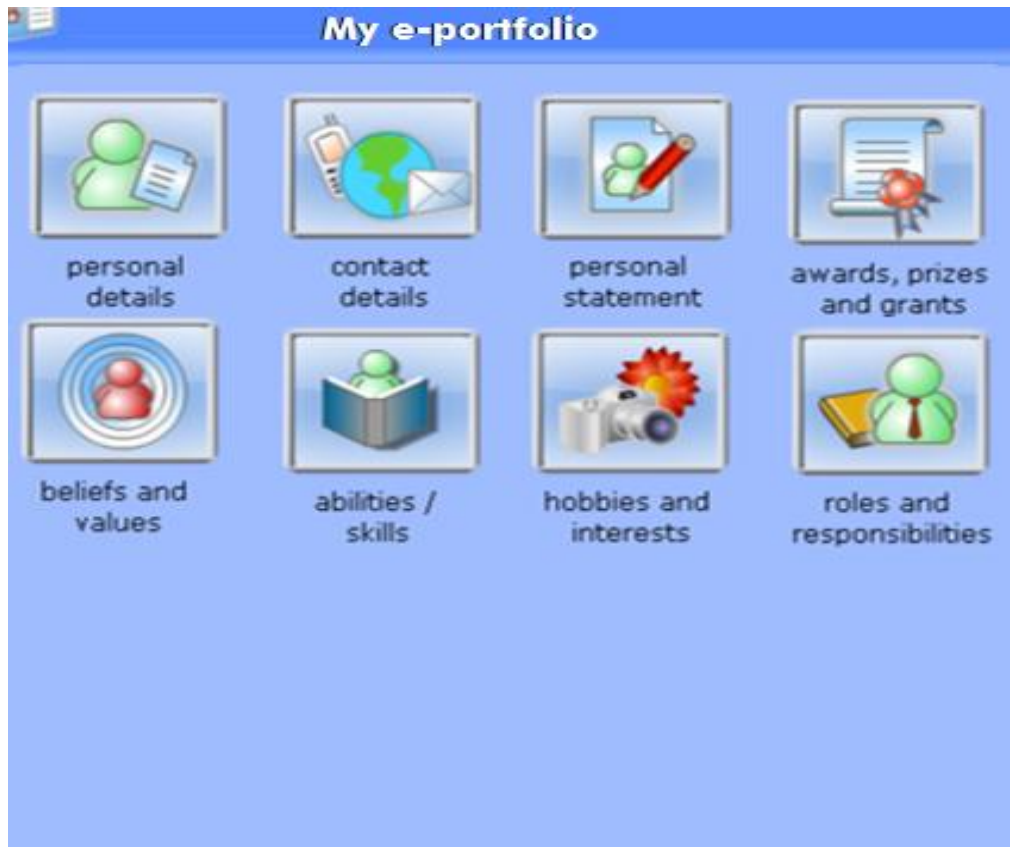 My e-portfolio
personal
details
contact
details
personal
statement
awards, prizes
and grants
beliefs and
values
abilities /
skills
hobbies and
interests
roles and
responsibilities